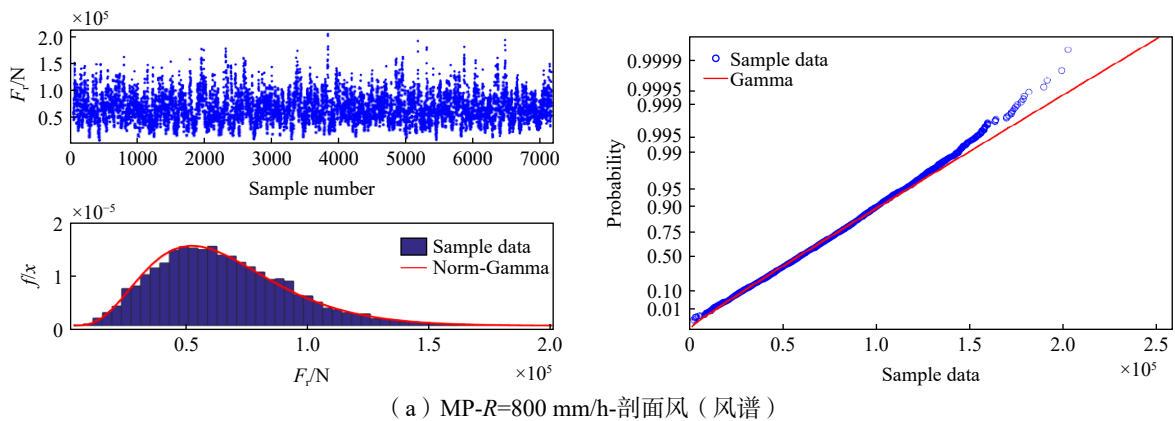 ×10⁵
2.0
1.5
1.0
0.5
Fr/N
0 1000 2000 3000 4000 5000 6000 7000
Sample number
×10⁻⁵
2
1
0
f/x
Sample data
Norm-Gamma
0.5 1.0 1.5 2.0
Fr/N ×10⁵
Sample data
Gamma
0.9999
0.9995
0.999
0.995
0.99
0.95
0.90
0.75
0.50
0.10
0.01
Probability
0 0.5 1.0 1.5 2.0 2.5
Sample data ×10⁵
（a）MP-R=800 mm/h-剖面风（风谱）